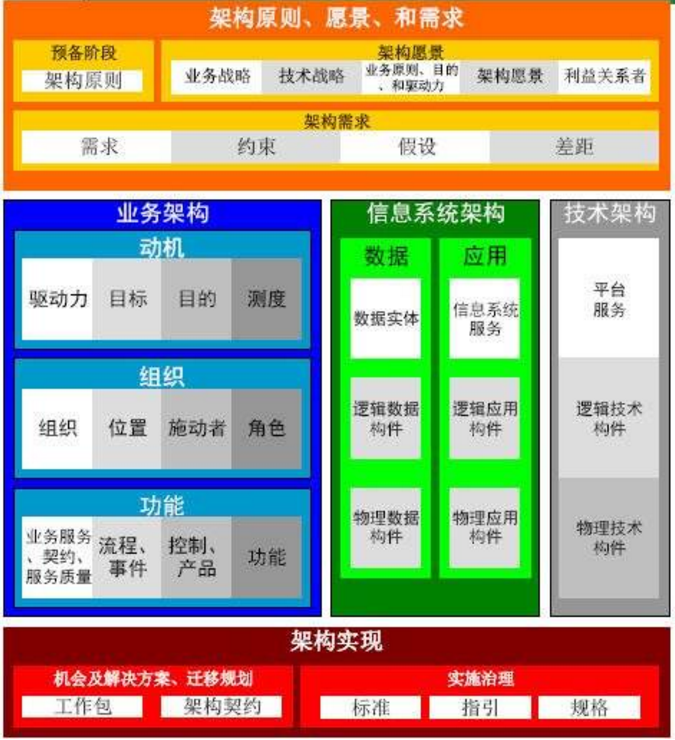 架构原则、愿景、和需求
预备阶段
架构原则
架构愿景
业务战略
技术战略
业务原则、目的
、和驱动力
架构愿景
利益关系者
架构需求
需求
约束
假设
差距
业务架构
动机
驱动力
目标
目的
测度
组织
组织
位置
施动者
角色
功能
业务服务
、契约、
服务质量
流程、
事件
控制、
产品
功能
信息系统架构
数据
数据实体
逻辑数据
构件
物理数据
构件
应用
信息系统
服务
逻辑应用
构件
物理应用
构件
技术架构
平台
服务
逻辑技术
构件
物理技术
构件
架构实现
机会及解决方案、迁移规划
工作包
架构契约
实施治理
标准
指引
规格